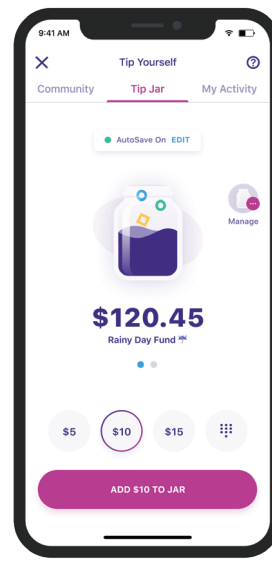 9:41 AM
Tip Yourself
Community Tip Jar My Activity
AutoSave On EDIT
Manage
$120.45
Rainy Day Fund
$5 $10 $15
ADD $10 TO JAR